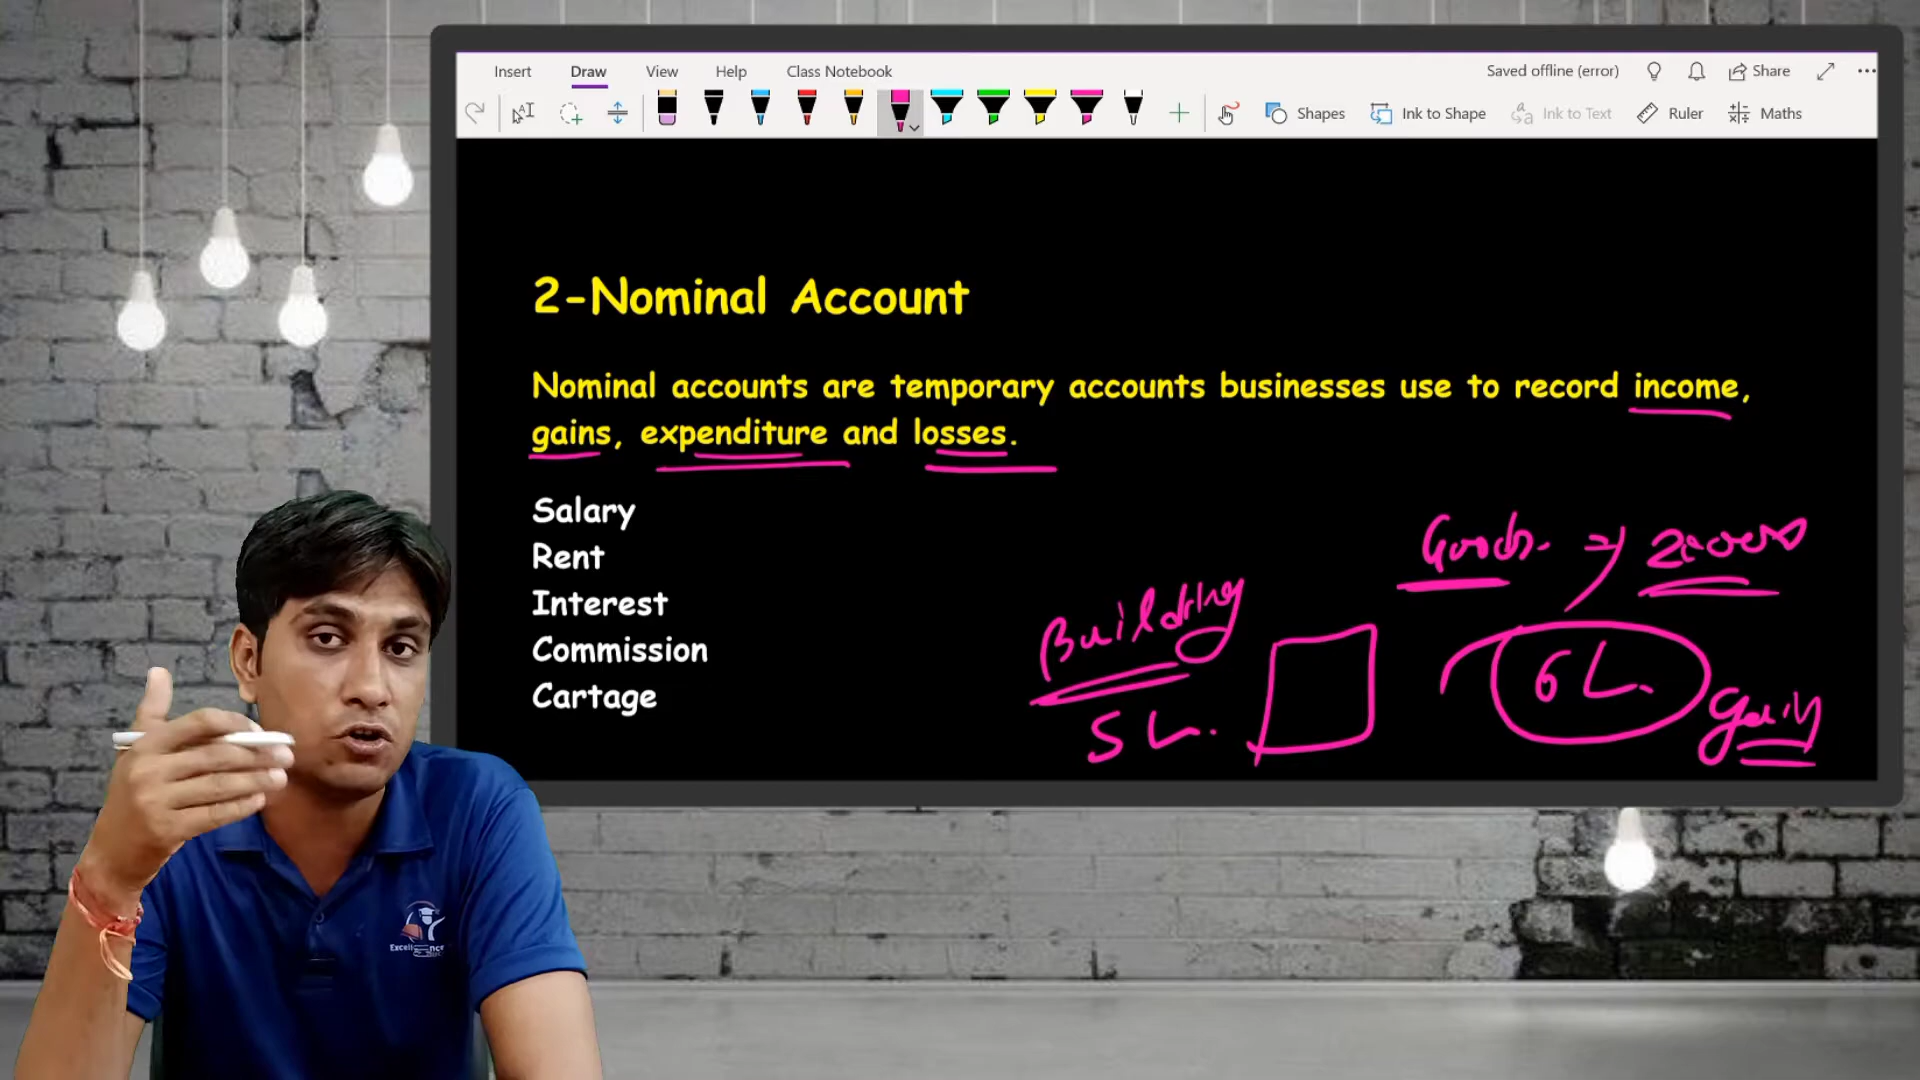 Insert Draw View Help Class Notebook Saved offline (error) Share
Shapes Ink to Shape Ink to Text Ruler Maths
2-Nominal Account
Nominal accounts are temporary accounts businesses use to record income,
gains, expenditure and losses.
Salary
Rent
Interest
Commission
Cartage
Goods.
Building
5 L.
6 L.
gain